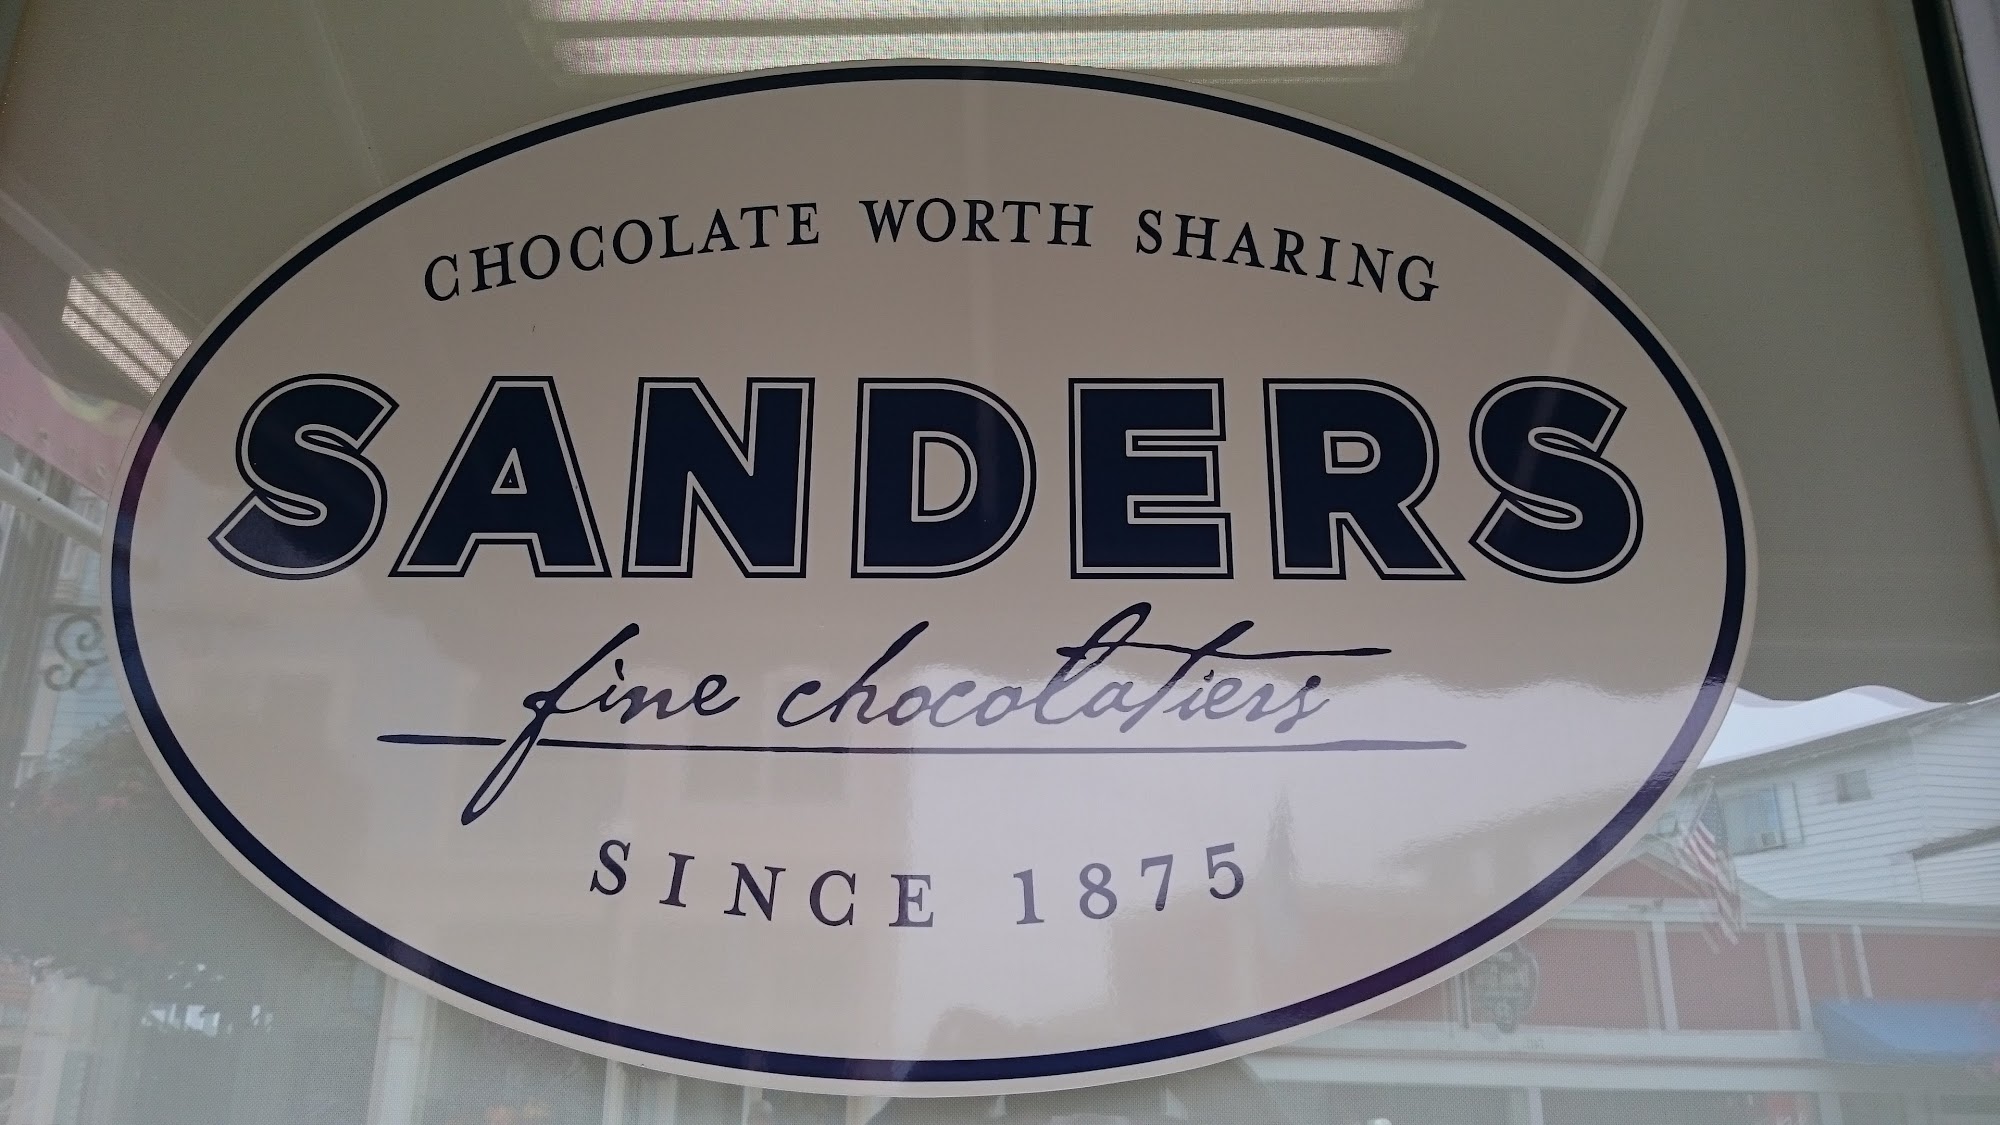 CHOCOLATE WORTH SHARING
SANDERS
fine chocolatiers
SINCE 1875